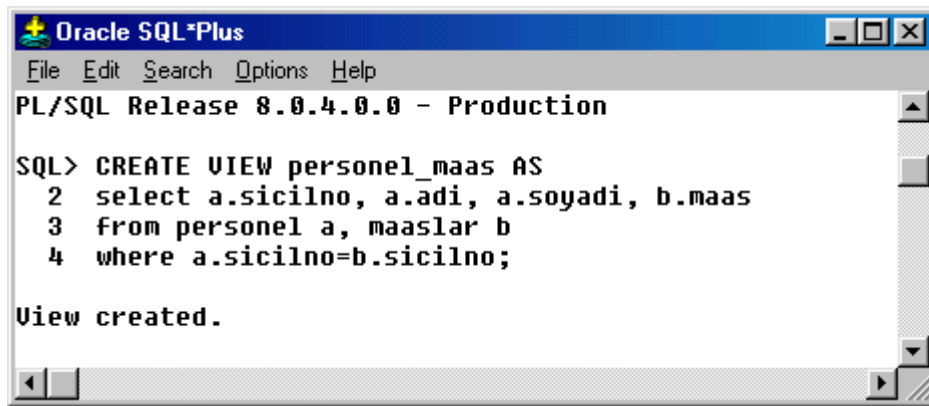 Oracle SQL*Plus
File Edit Search Options Help
PL/SQL Release 8.0.4.0.0 - Production
SQL> CREATE VIEW personel_maas AS
2 select a.sicilno, a.adi, a.soyadi, b.maas
3 from personel a, maaslar b
4 where a.sicilno=b.sicilno;
View created.